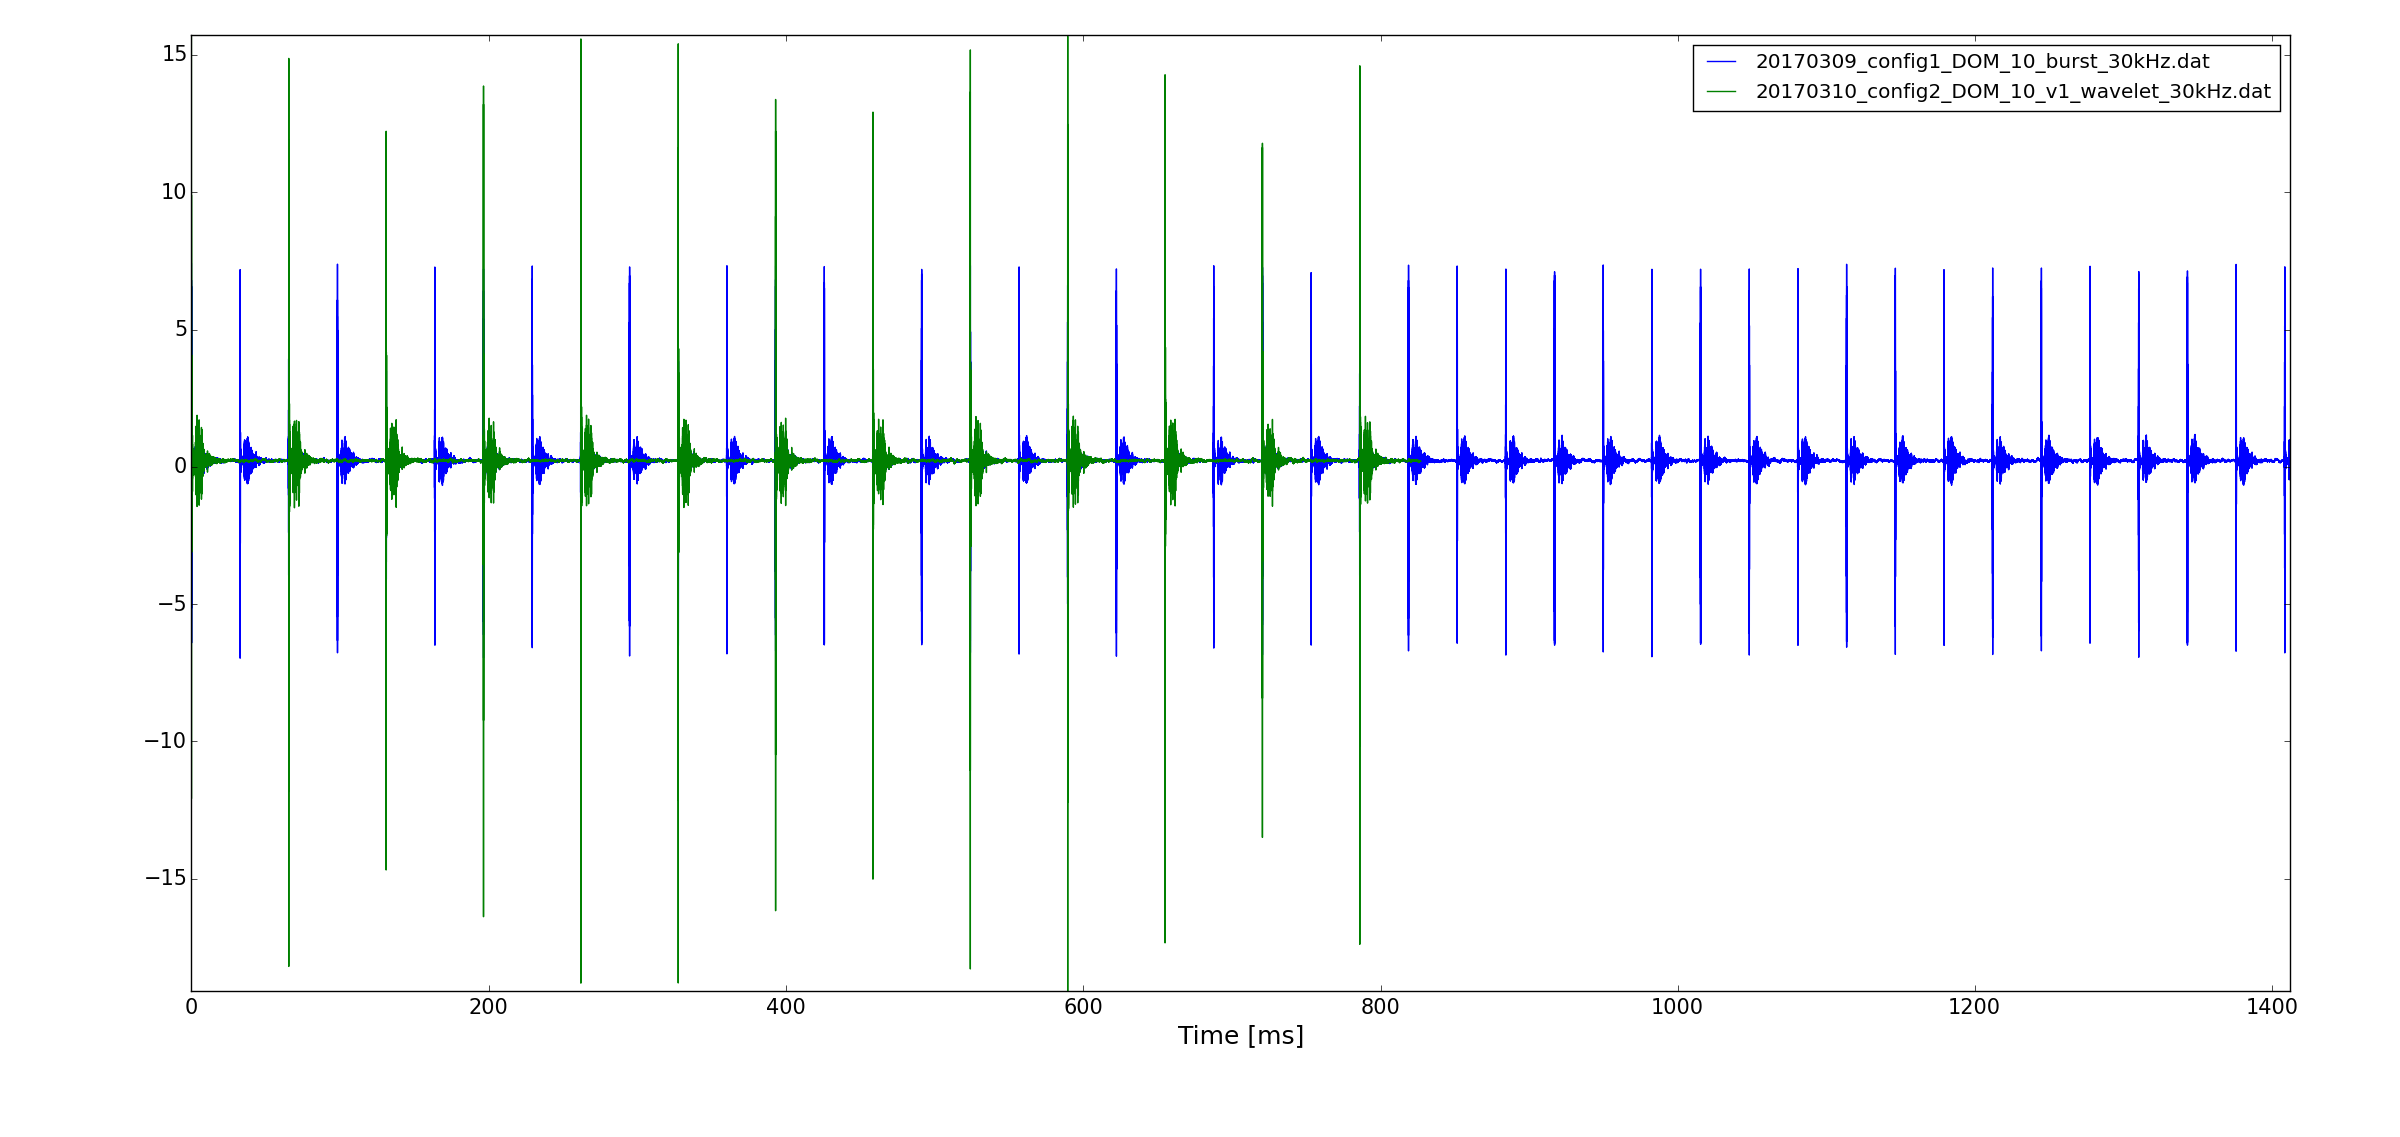 20170309_config1_DOM_10_burst_30kHz.dat
20170310_config2_DOM_10_v1_wavelet_30kHz.dat
15
10
5
0
−5
−10
−15
0 200 400 600 800 1000 1200 1400
Time [ms]